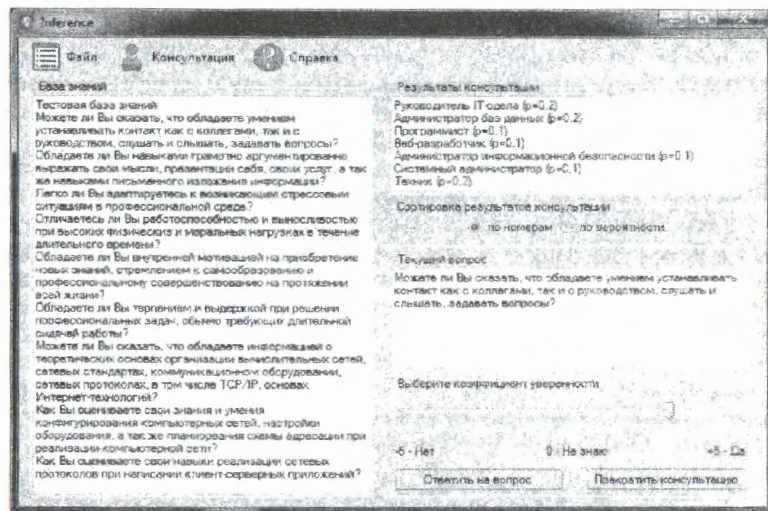 Inference
Файл Консультация Справка
База знаний
Тестовая база знаний
Можете ли Вы сказать, что обладаете умением
устанавливать контакт как с коллегами, так и с
руководством, слушать и слышать, задавать вопросы?
Обладаете ли Вы навыками грамотно аргументированно
выражать свои мысли, презентации себя, своих услуг, а так
же навыками письменного изложения информации?
Легко ли Вы адаптируетесь к возникающим стрессовым
ситуациям в профессиональной среде?
Отличаетесь ли Вы работоспособностью и выносливостью
при высоких физических и моральных нагрузках в течение
длительного времени?
Обладаете ли Вы внутренней мотивацией на приобретение
новых знаний, стремлением к самообразованию и
профессиональному совершенствованию на протяжении
всей жизни?
Обладаете ли Вы терпением и выдержкой при решении
профессиональных задач, обычно требующих длительной
сидячей работы?
Можете ли Вы сказать, что обладаете информацией о
теоретических основах организации вычислительных сетей,
сетевых стандартах, коммуникационном оборудовании,
сетевых протоколах, в том числе TCP/IP, основах
Интернет-технологий?
Как Вы оцениваете свои знания и умения
конфигурирования компьютерных сетей, настройки
оборудования, а так же планирования схемы адресации при
реализации компьютерной сети?
Как Вы оцениваете свои навыки реализации сетевых
протоколов при написании клиент-серверных приложений?
Результаты консультации
Руководитель IT-отдела (p=0.2)
Администратор баз данных (p=0.2)
Программист (p=0.1)
Веб-разработчик (p=0.1)
Администратор информационной безопасности (p=0.1)
Системный администратор (p=0.1)
Техник (p=0.2)
Сортировка результатов консультации
по номерам по вероятности
Текущий вопрос
Можете ли Вы сказать, что обладаете умением устанавливать
контакт как с коллегами, так и с руководством, слушать и
слышать, задавать вопросы?
Выберите коэффициент уверенности
-5 - Нет 0 - Не знаю +5 - Да
Ответить на вопрос Прекратить консультацию